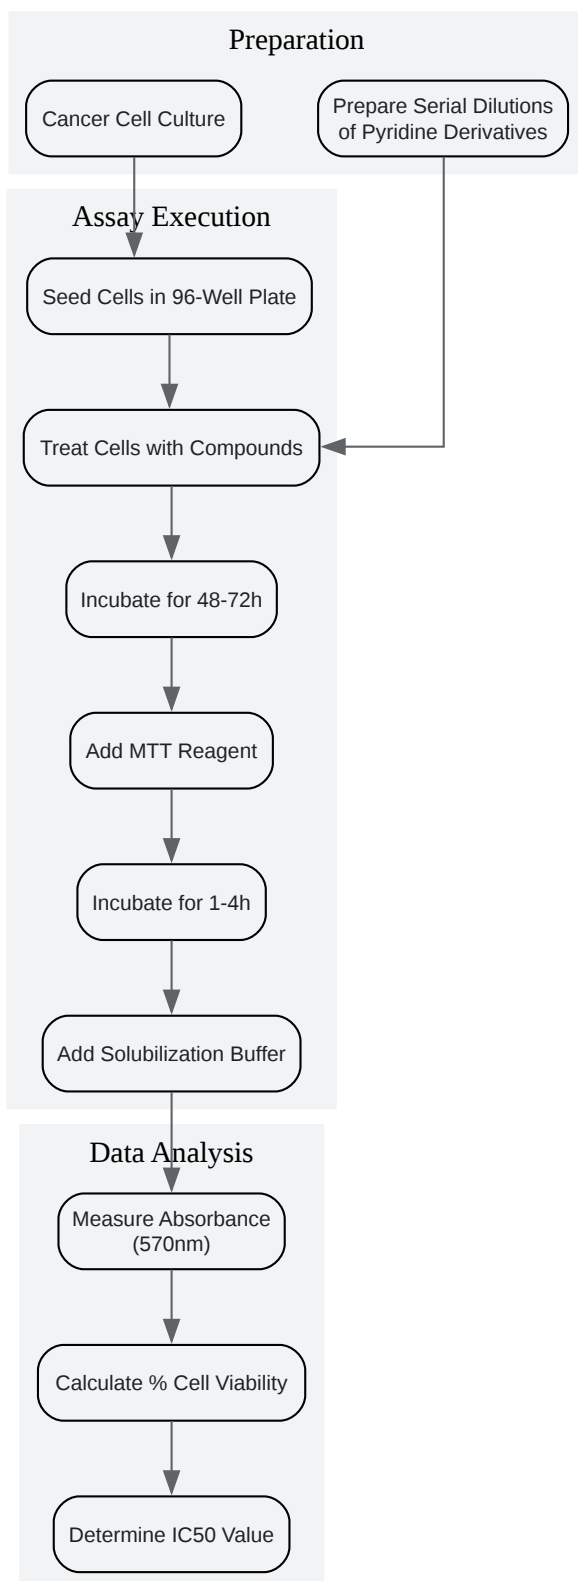 Preparation
Cancer Cell Culture
Prepare Serial Dilutions
of Pyridine Derivatives
Assay Execution
Seed Cells in 96-Well Plate
Treat Cells with Compounds
Incubate for 48-72h
Add MTT Reagent
Incubate for 1-4h
Add Solubilization Buffer
Data Analysis
Measure Absorbance
(570nm)
Calculate % Cell Viability
Determine IC50 Value